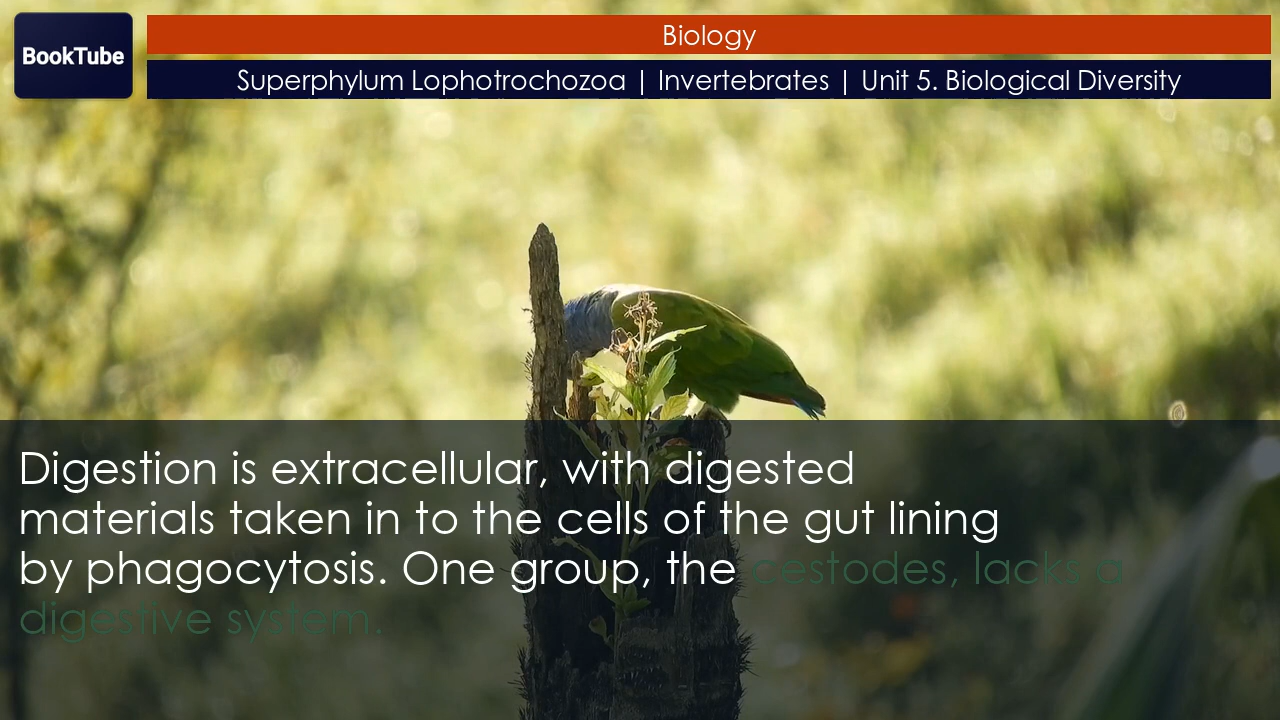 BookTube
Biology
Superphylum Lophotrochozoa | Invertebrates | Unit 5. Biological Diversity
Digestion is extracellular, with digested
materials taken in to the cells of the gut lining
by phagocytosis. One group, the cestodes, lacks a
digestive system.